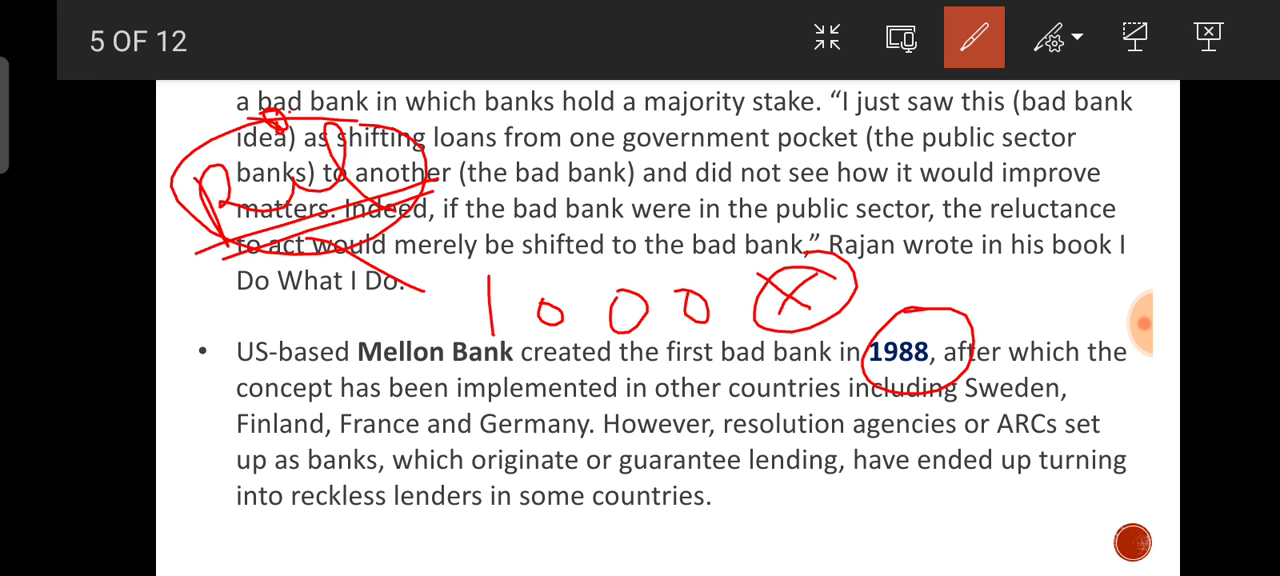 5 OF 12
a bad bank in which banks hold a majority stake. “I just saw this (bad bank
idea) as shifting loans from one government pocket (the public sector
banks) to another (the bad bank) and did not see how it would improve
matters. Indeed, if the bad bank were in the public sector, the reluctance
to act would merely be shifted to the bad bank,” Rajan wrote in his book I
Do What I Do.
1000
• US-based Mellon Bank created the first bad bank in 1988, after which the
concept has been implemented in other countries including Sweden,
Finland, France and Germany. However, resolution agencies or ARCs set
up as banks, which originate or guarantee lending, have ended up turning
into reckless lenders in some countries.